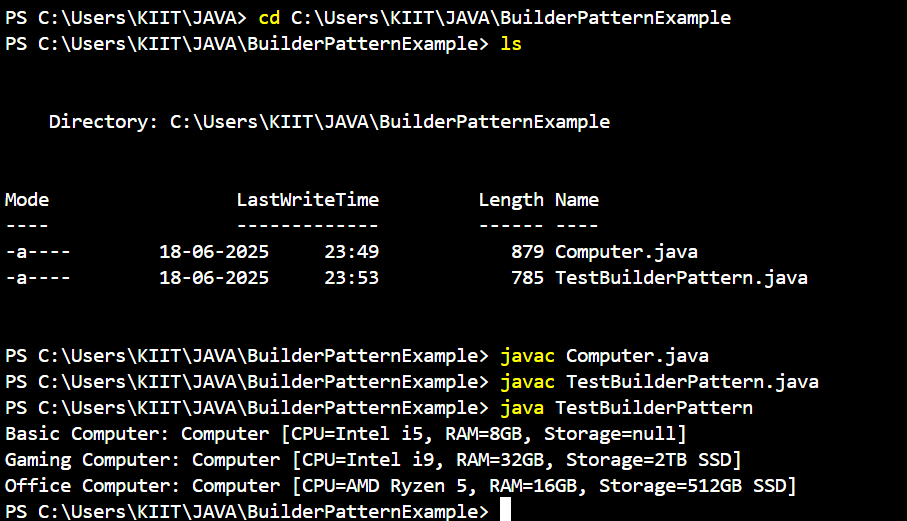 PS C:\Users\KIIT\JAVA> cd C:\Users\KIIT\JAVA\BuilderPatternExample
PS C:\Users\KIIT\JAVA\BuilderPatternExample> ls
Directory: C:\Users\KIIT\JAVA\BuilderPatternExample
Mode LastWriteTime Length Name
---- ------------- ------ ----
-a---- 18-06-2025 23:49 879 Computer.java
-a---- 18-06-2025 23:53 785 TestBuilderPattern.java
PS C:\Users\KIIT\JAVA\BuilderPatternExample> javac Computer.java
PS C:\Users\KIIT\JAVA\BuilderPatternExample> javac TestBuilderPattern.java
PS C:\Users\KIIT\JAVA\BuilderPatternExample> java TestBuilderPattern
Basic Computer: Computer [CPU=Intel i5, RAM=8GB, Storage=null]
Gaming Computer: Computer [CPU=Intel i9, RAM=32GB, Storage=2TB SSD]
Office Computer: Computer [CPU=AMD Ryzen 5, RAM=16GB, Storage=512GB SSD]
PS C:\Users\KIIT\JAVA\BuilderPatternExample>